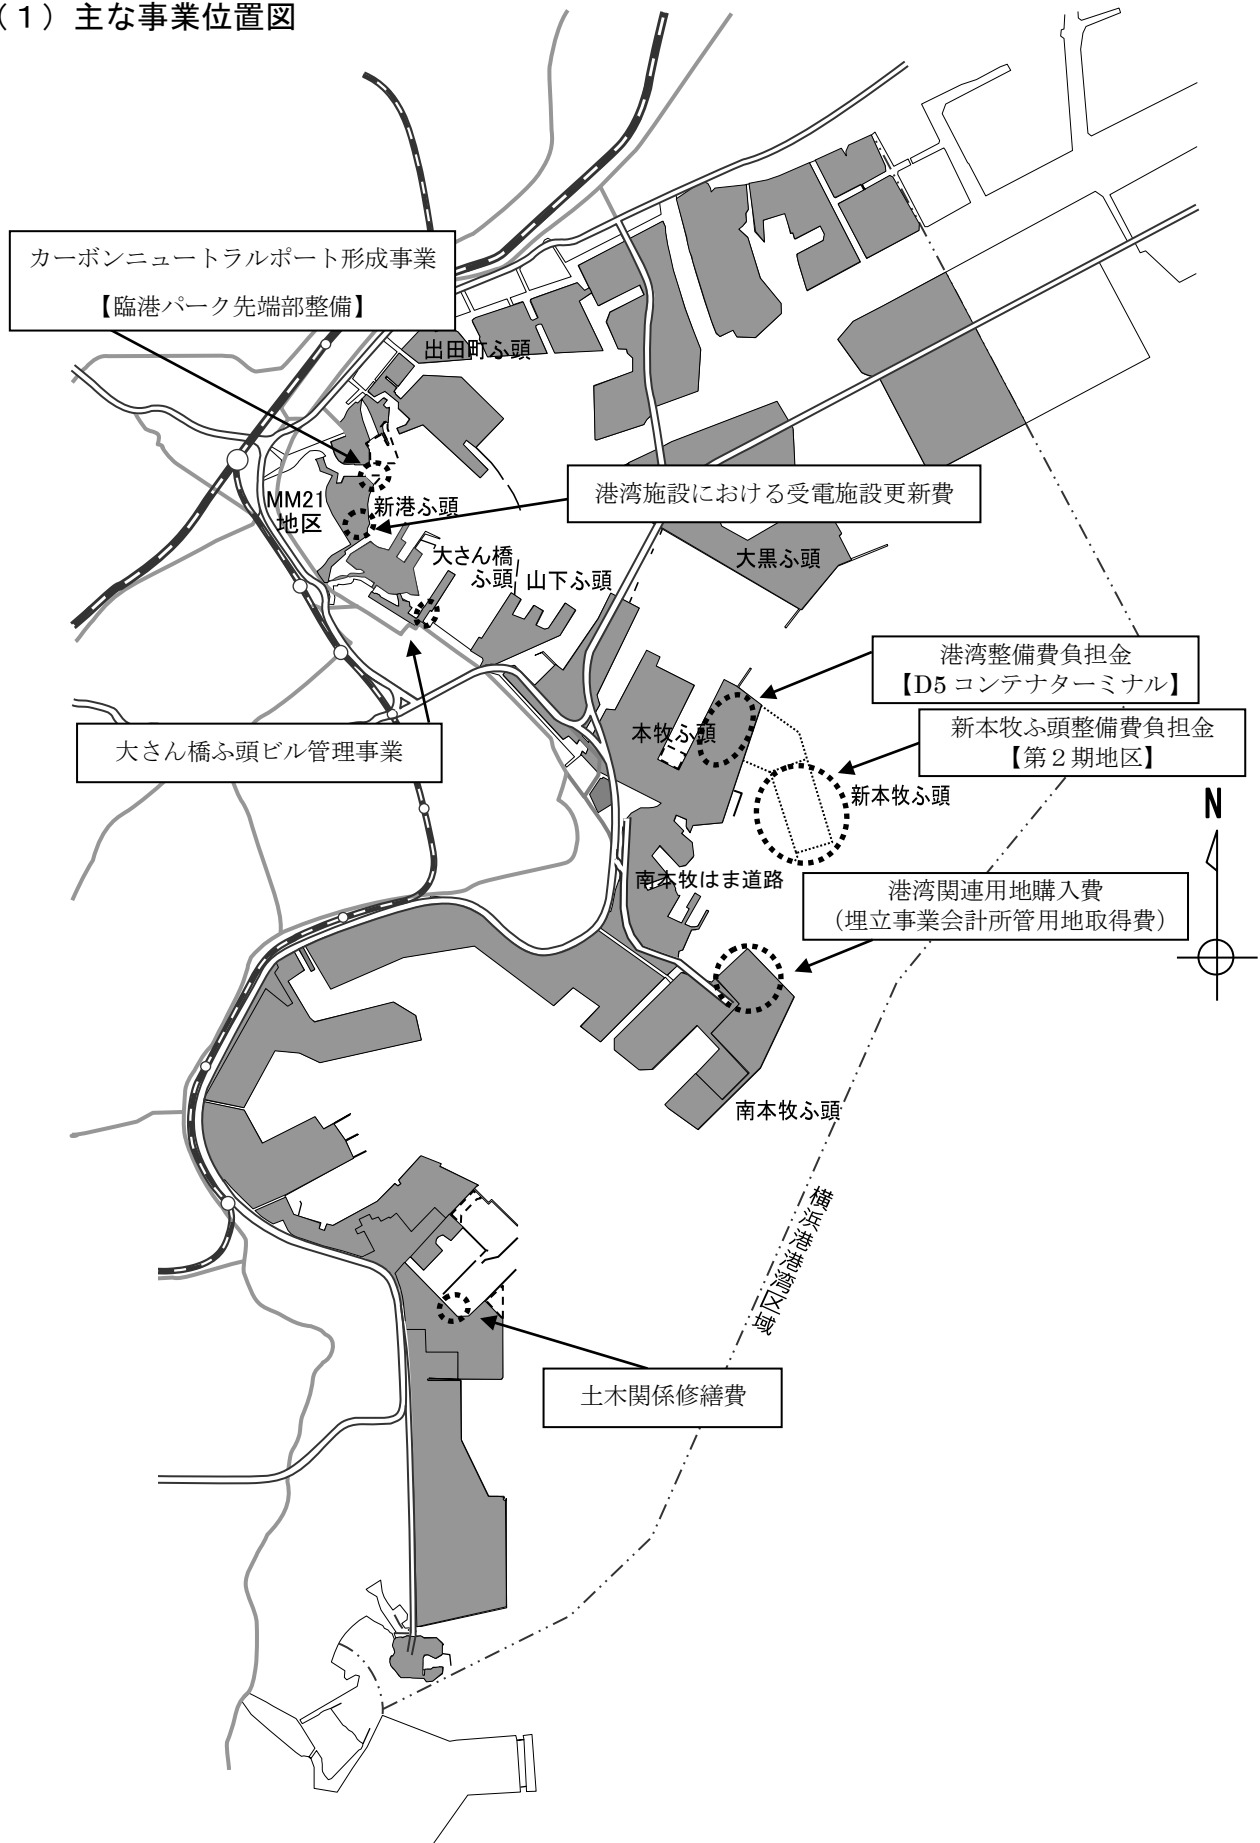 （１）主な事業位置図
カーボンニュートラルポート形成事業
【臨港パーク先端部整備】
出田町ふ頭
港湾施設における受電施設更新費
MM21
地区
新港ふ頭
大さん橋
ふ頭
山下ふ頭
大黒ふ頭
港湾整備費負担金
【D5 コンテナターミナル】
新本牧ふ頭整備費負担金
【第２期地区】
大さん橋ふ頭ビル管理事業
本牧ふ頭
新本牧ふ頭
N
南本牧はま道路
港湾関連用地購入費
（埋立事業会計所管用地取得費）
南本牧ふ頭
横浜港港湾区域
土木関係修繕費